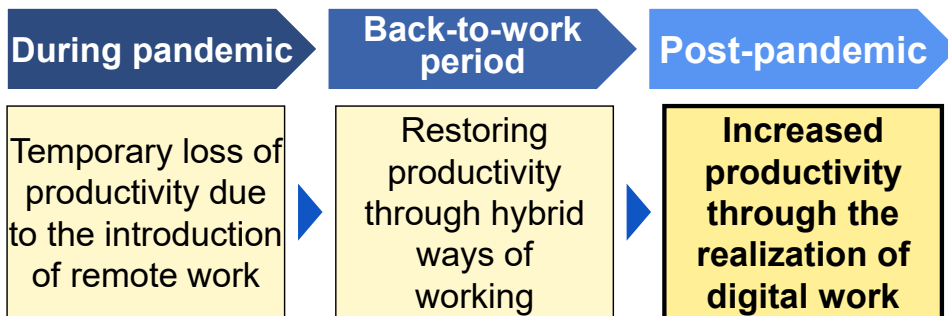 During pandemic
Back-to-work
period
Post-pandemic
Temporary loss of
productivity due
to the introduction
of remote work
Restoring
productivity
through hybrid
ways of
working
Increased
productivity
through the
realization of
digital work